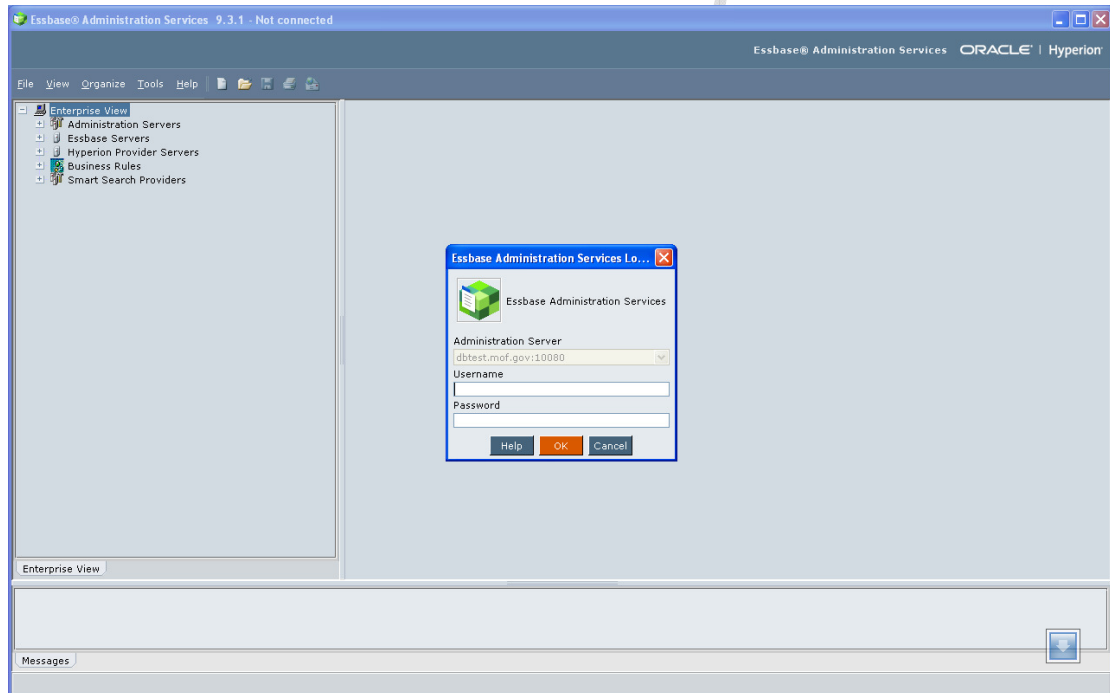 Essbase® Administration Services 9.3.1 - Not connected
Essbase® Administration Services ORACLE' | Hyperion
File View Organize Tools Help
Enterprise View
Administration Servers
Essbase Servers
Hyperion Provider Servers
Business Rules
Smart Search Providers
Essbase Administration Services Lo...
Essbase Administration Services
Administration Server
dbtest.mof.gov:10080
Username
Password
Help OK Cancel
Enterprise View
Messages